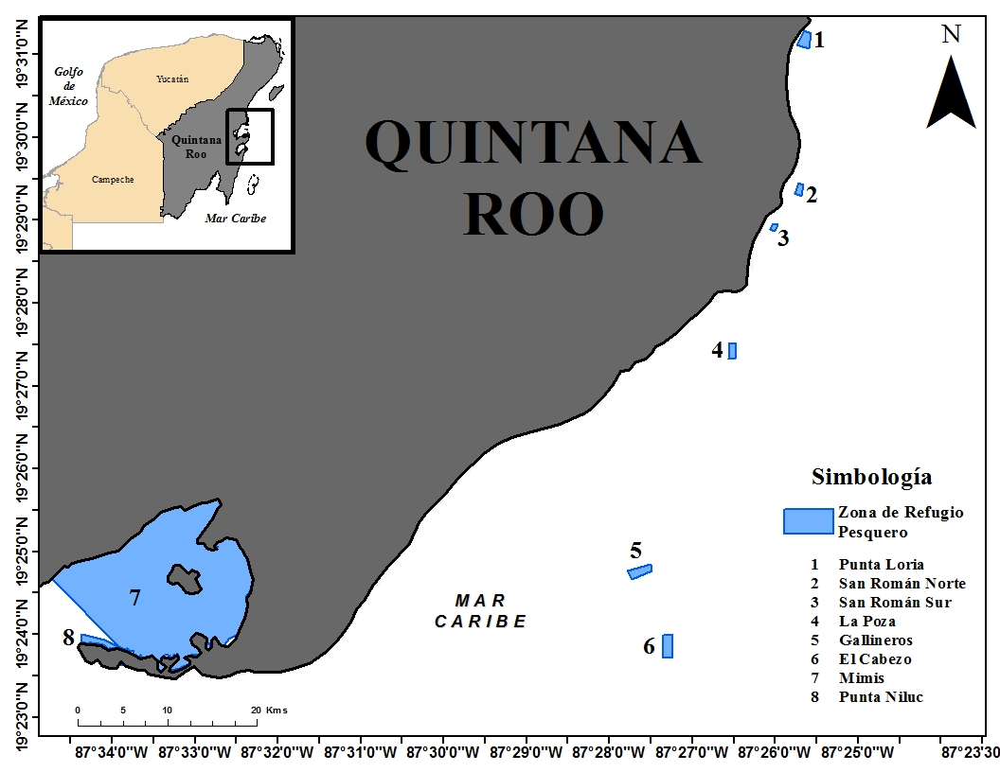 Golfo
de
México
Yucatán
Quintana
Roo
Campeche
Mar Caribe
QUINTANA
ROO
N
1
2
3
4
5
6
7
8
MAR
CARIBE
Simbología
Zona de Refugio
Pesquero
1 Punta Loria
2 San Román Norte
3 San Román Sur
4 La Poza
5 Gallineros
6 El Cabezo
7 Mimis
8 Punta Niluc
0 5 10 20 Kms
19°31'0"N
19°30'0"N
19°29'0"N
19°28'0"N
19°27'0"N
19°26'0"N
19°25'0"N
19°24'0"N
19°23'0"N
87°34'0"W 87°33'0"W 87°32'0"W 87°31'0"W 87°30'0"W 87°29'0"W 87°28'0"W 87°27'0"W 87°26'0"W 87°25'0"W 87°23'30